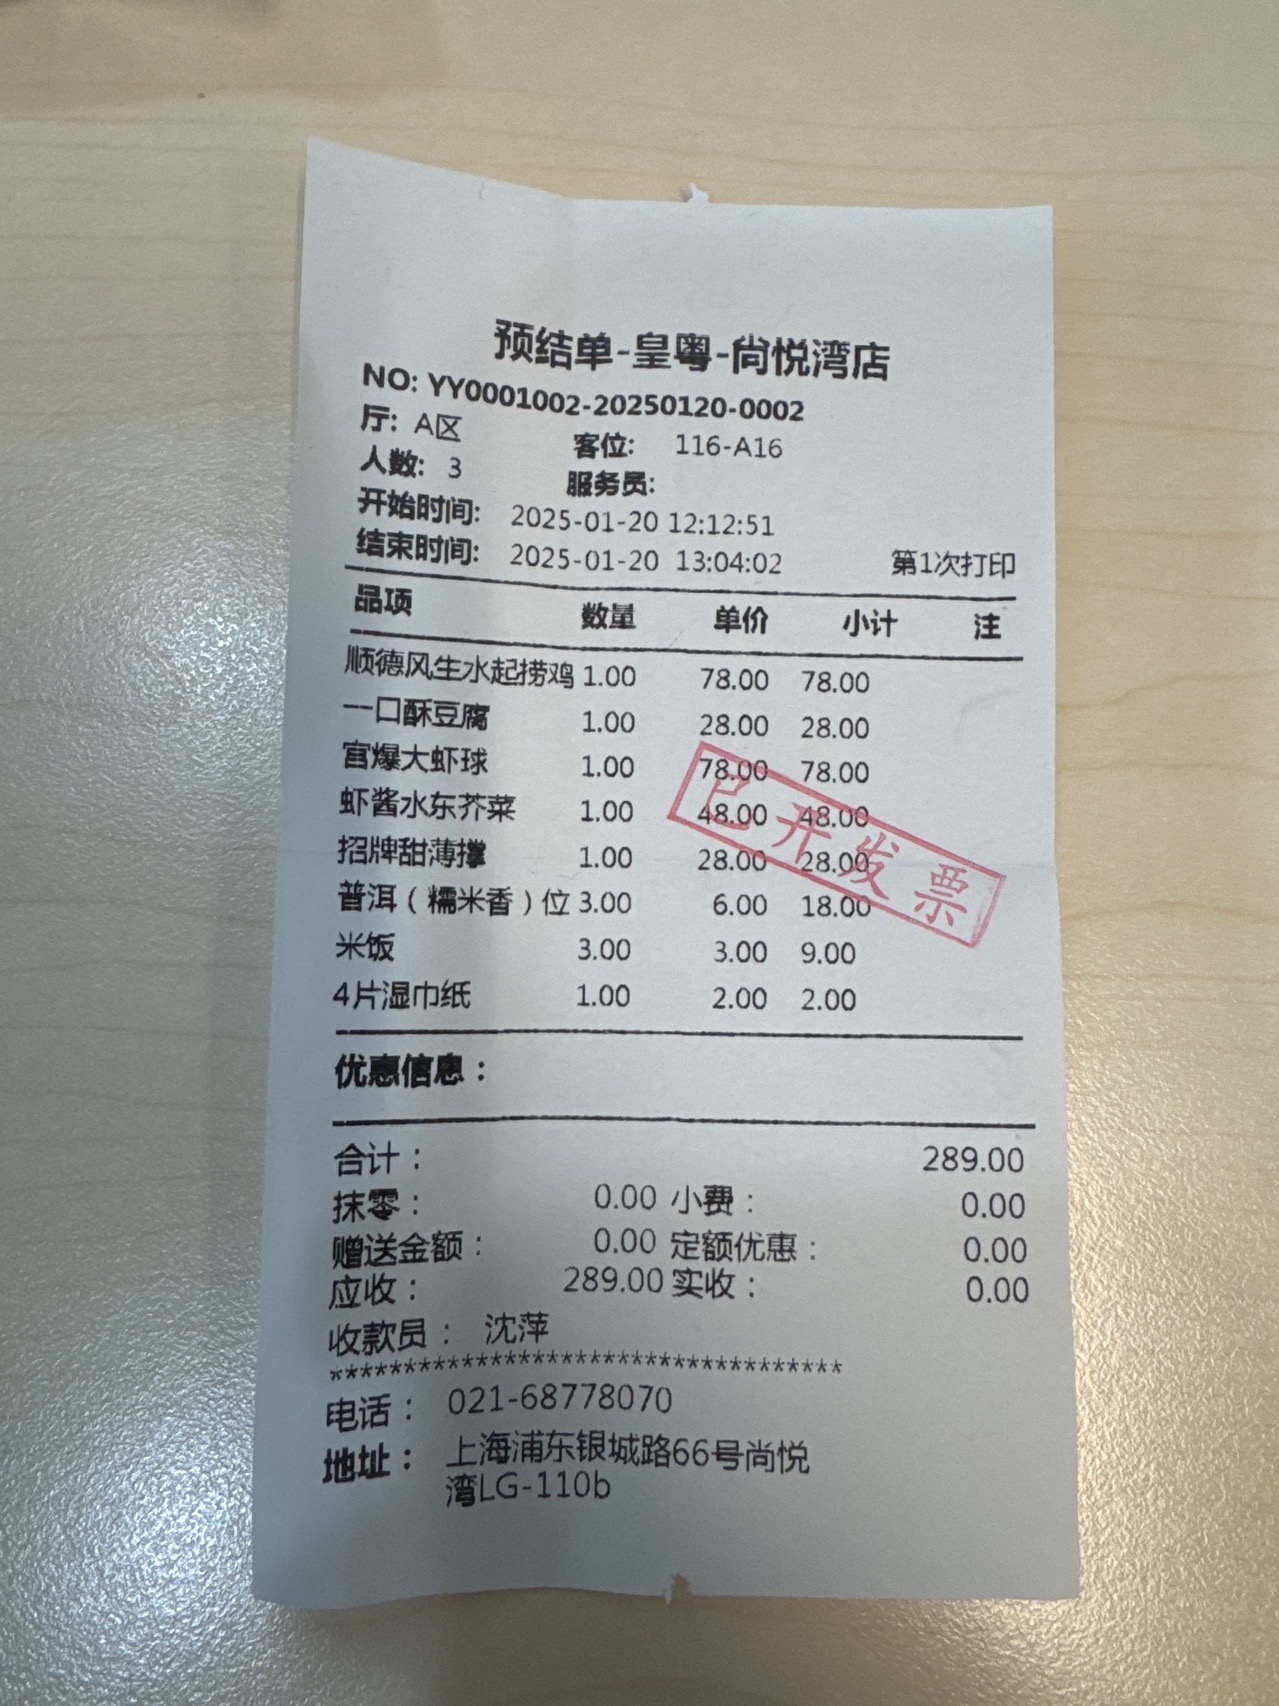 预结单-皇粤-尚悦湾店
NO: YY0001002-20250120-0002
厅: A区 客位: 116-A16
人数: 3 服务员:
开始时间: 2025-01-20 12:12:51
结束时间: 2025-01-20 13:04:02 第1次打印
品项 数量 单价 小计 注
顺德风生水起捞鸡 1.00 78.00 78.00
一口酥豆腐 1.00 28.00 28.00
宫爆大虾球 1.00 78.00 78.00
虾酱水东芥菜 1.00 48.00 48.00
招牌甜薄撑 1.00 28.00 28.00
普洱（糯米香）位 3.00 6.00 18.00
米饭 3.00 3.00 9.00
4片湿巾纸 1.00 2.00 2.00
已开发票
优惠信息：
合计： 289.00
抹零： 0.00 小费： 0.00
赠送金额： 0.00 定额优惠： 0.00
应收： 289.00 实收： 0.00
收款员： 沈萍
***********************************
电话： 021-68778070
地址： 上海浦东银城路66号尚悦
湾LG-110b